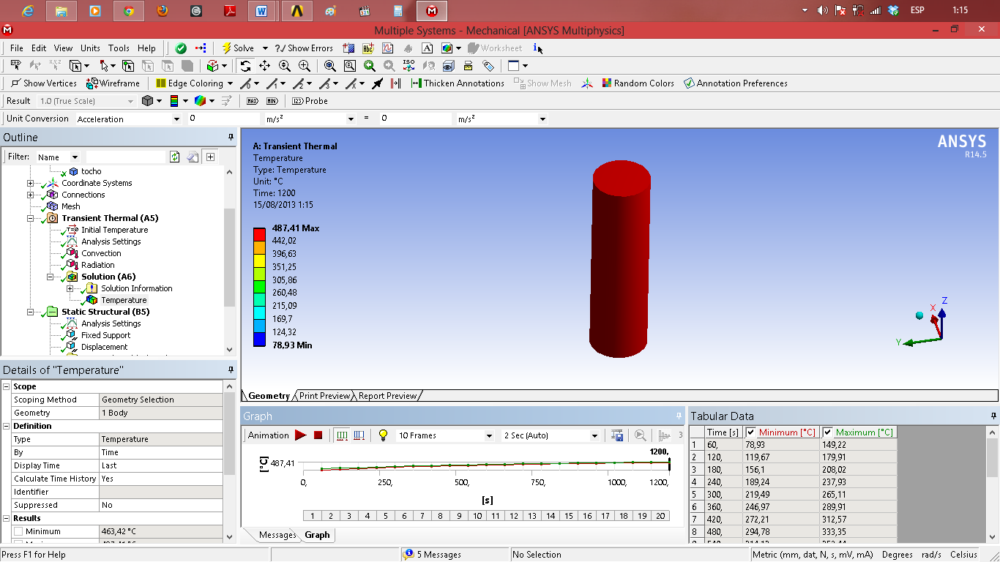 ESP
1:15
Multiple Systems - Mechanical [ANSYS Multiphysics]
File Edit View Units Tools Help
Solve
?/ Show Errors
Worksheet
Show Vertices
Wireframe
Edge Coloring
Thicken Annotations
Show Mesh
Random Colors
Annotation Preferences
Result 1.0 (True Scale)
MAX
MIN
Probe
Unit Conversion Acceleration 0 m/s² = 0 m/s²
Outline
Filter: Name
tocho
Coordinate Systems
Connections
Mesh
Transient Thermal (A5)
Initial Temperature
Analysis Settings
Convection
Radiation
Solution (A6)
Solution Information
Temperature
Static Structural (B5)
Analysis Settings
Fixed Support
Displacement
A: Transient Thermal
Temperature
Type: Temperature
Unit: °C
Time: 1200
15/08/2013 1:15
487,41 Max
442,02
396,63
351,25
305,86
260,48
215,09
169,7
124,32
78,93 Min
ANSYS
R14.5
X
Z
Y
Geometry Print Preview Report Preview
Details of "Temperature"
Scope
Scoping Method Geometry Selection
Geometry 1 Body
Definition
Type Temperature
By Time
Display Time Last
Calculate Time History Yes
Identifier
Suppressed No
Results
Minimum 463,42 °C
Graph
Animation
10 Frames
2 Sec (Auto)
3
1200,
[°C]
487,41
0, 250, 500, 750, 1000, 1200,
[s]
1 2 3 4 5 6 7 8 9 10 11 12 13 14 15 16 17 18 19 20
Messages Graph
Tabular Data
Time [s] Minimum [°C] Maximum [°C]
1 60, 78,93 149,22
2 120, 119,67 179,91
3 180, 156,1 208,02
4 240, 189,24 237,93
5 300, 219,49 265,11
6 360, 246,97 289,91
7 420, 272,21 312,57
8 480, 294,78 333,35
Press F1 for Help
5 Messages
No Selection
Metric (mm, dat, N, s, mV, mA) Degrees rad/s Celsius